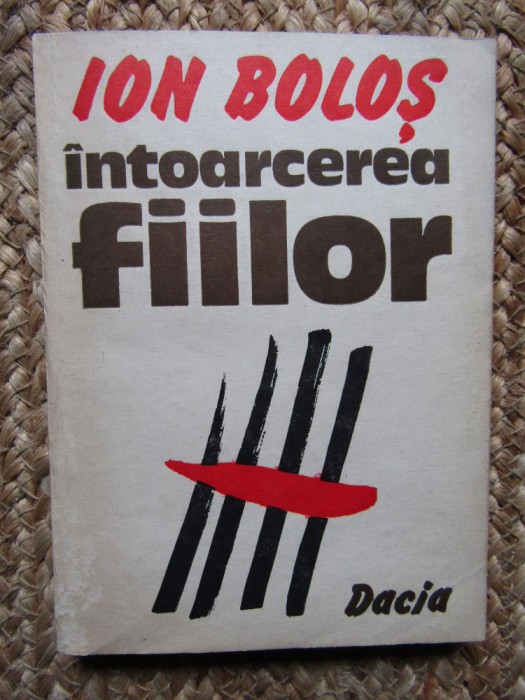 ION BOLOȘ
întoarcerea
fiilor
Dacia